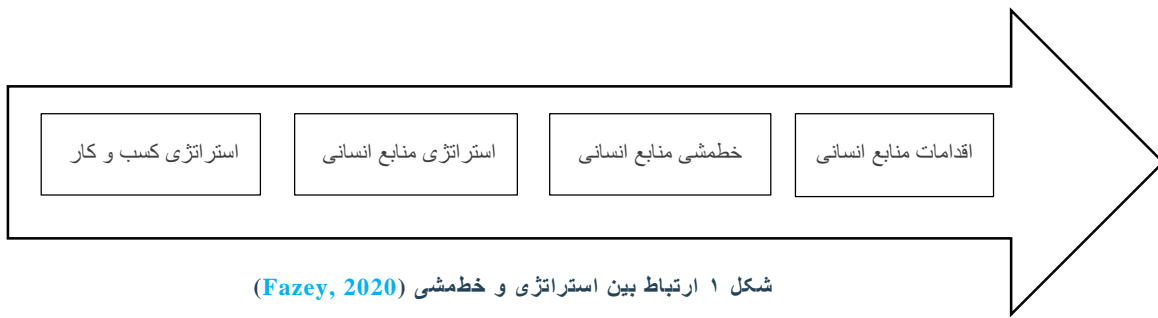 استراتژی کسب و کار
استراتژی منابع انسانی
خطمشی منابع انسانی
اقدامات منابع انسانی
شکل ۱ ارتباط بین استراتژی و خطمشی (Fazey, 2020)